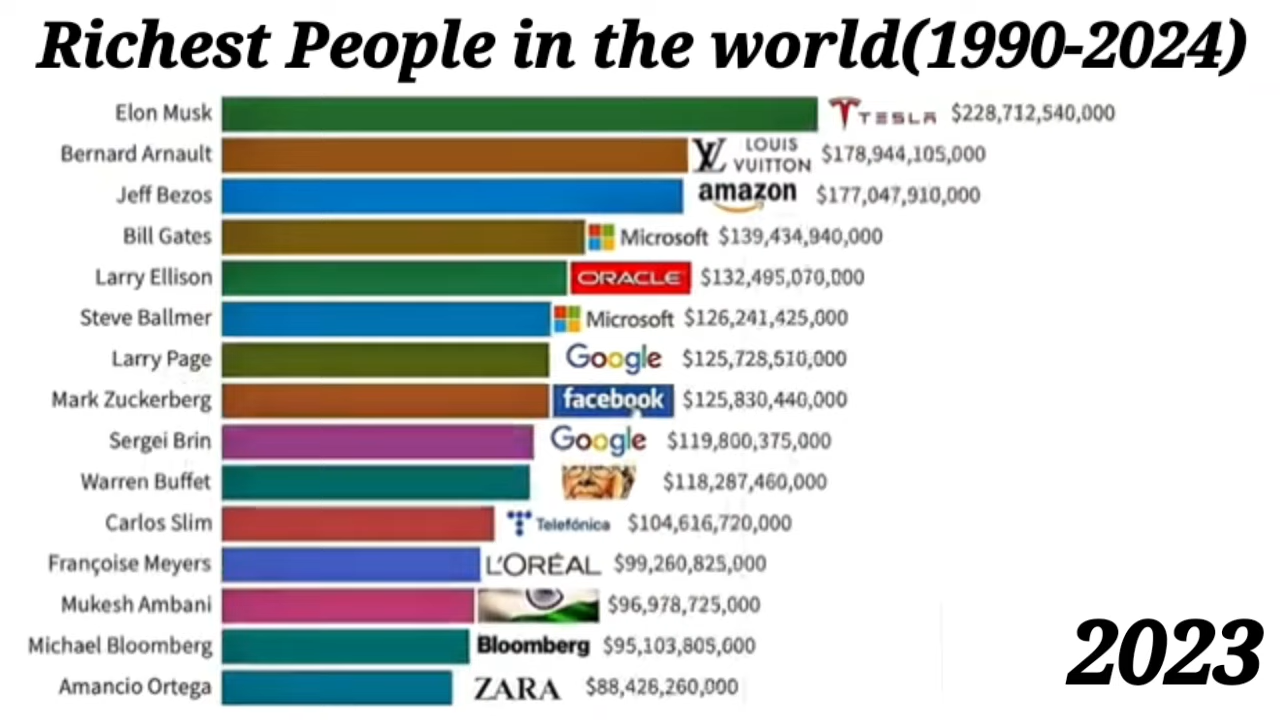 Richest People in the world(1990-2024)
Elon Musk TESLA $228,712,540,000
Bernard Arnault LV LOUIS VUITTON $178,944,105,000
Jeff Bezos amazon $177,047,910,000
Bill Gates Microsoft $139,434,940,000
Larry Ellison ORACLE $132,495,070,000
Steve Ballmer Microsoft $126,241,425,000
Larry Page Google $125,728,510,000
Mark Zuckerberg facebook $125,830,440,000
Sergei Brin Google $119,800,375,000
Warren Buffet $118,287,460,000
Carlos Slim Telefónica $104,616,720,000
Françoise Meyers L'ORÉAL $99,260,825,000
Mukesh Ambani $96,978,725,000
Michael Bloomberg Bloomberg $95,103,805,000
Amancio Ortega ZARA $88,428,260,000
2023